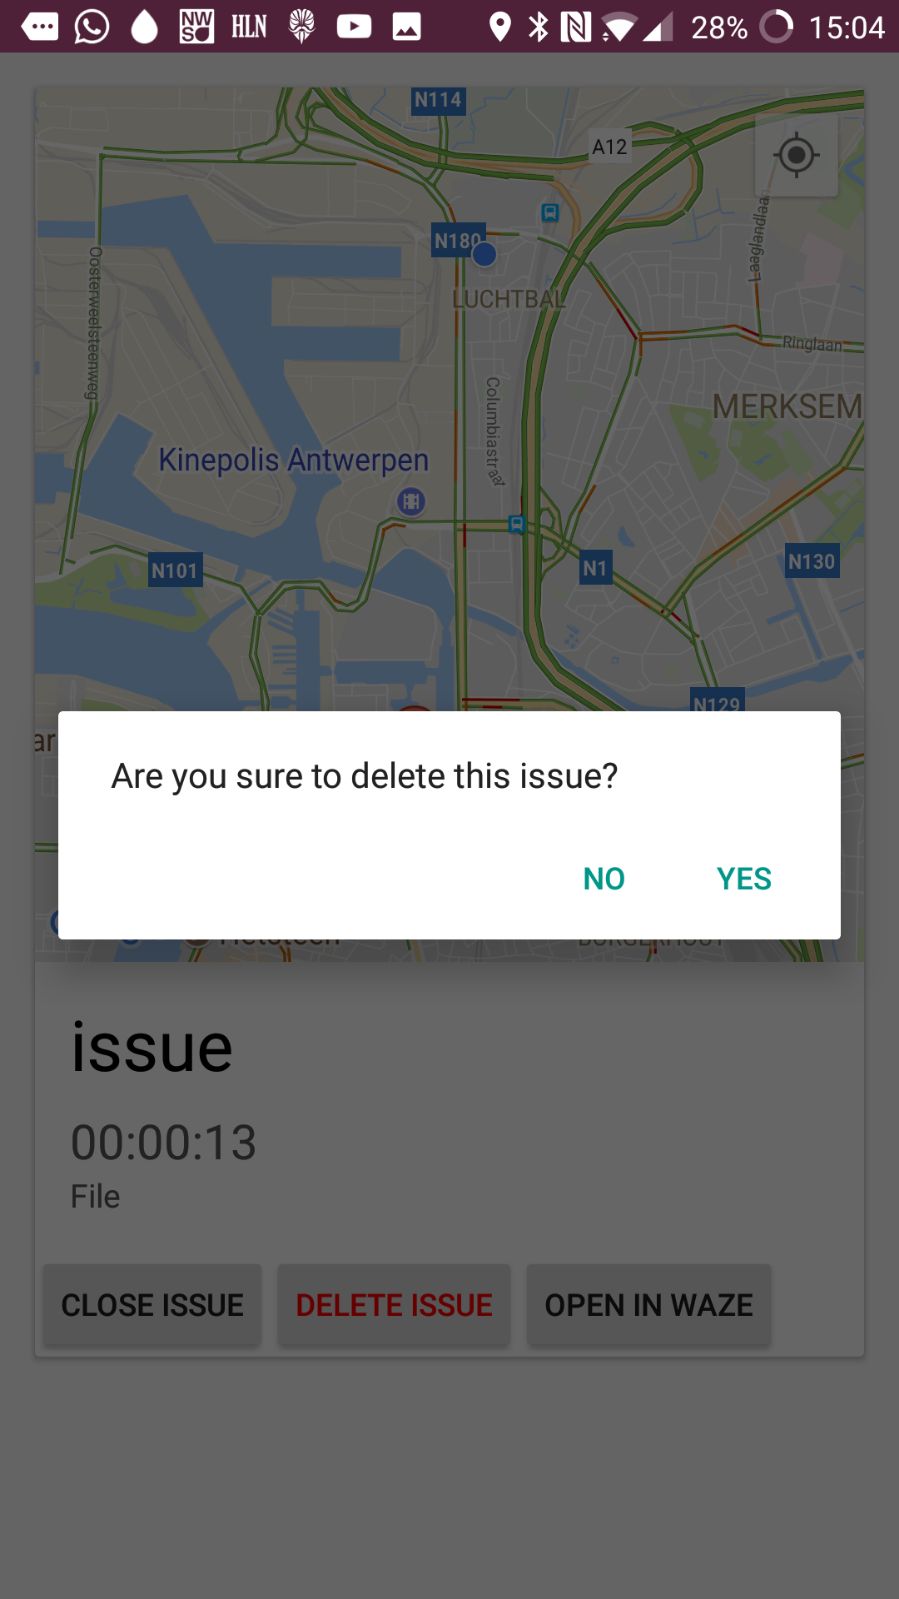 NWS HLN 28% 15:04
N114
A12
N180
Laaglandlaan
LUCHTBAL
Oosterweelsteenweg
Ringlaan
Columbiastraat
MERKSEM
Kinepolis Antwerpen
N101
N1
N130
N129
ar
Are you sure to delete this issue?
NO YES
issue
00:00:13
File
CLOSE ISSUE DELETE ISSUE OPEN IN WAZE